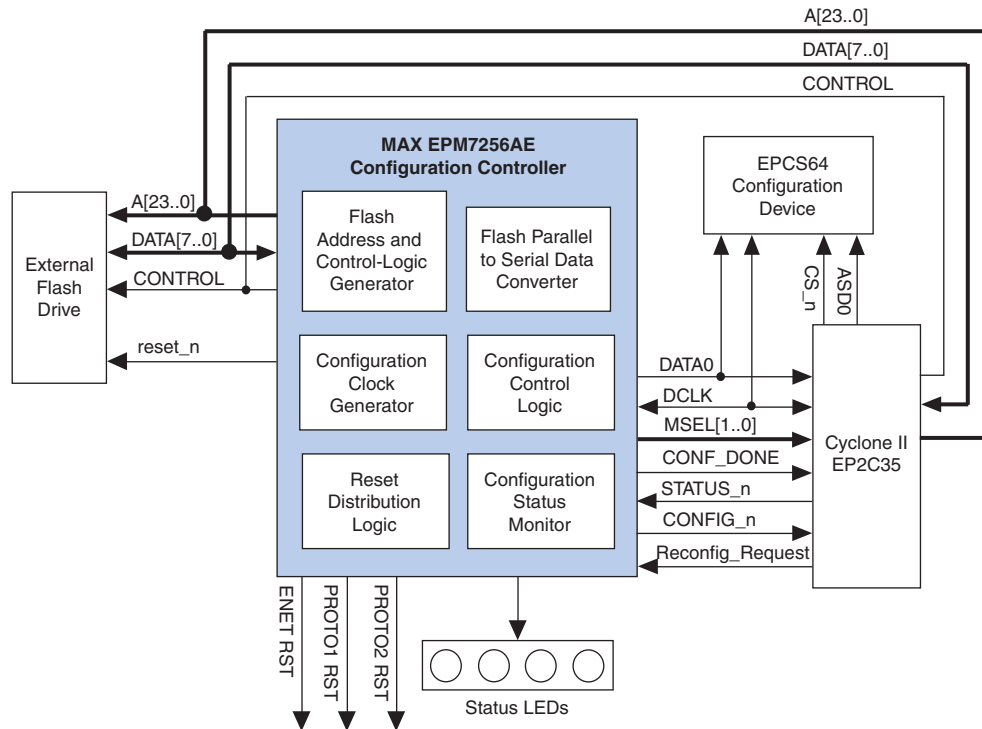 A[23..0]
DATA[7..0]
CONTROL
MAX EPM7256AE
Configuration Controller
EPCS64
Configuration
Device
A[23..0]
DATA[7..0]
CONTROL
reset_n
External
Flash
Drive
Flash
Address and
Control-Logic
Generator
Flash Parallel
to Serial Data
Converter
Configuration
Clock
Generator
Configuration
Control
Logic
Reset
Distribution
Logic
Configuration
Status
Monitor
CS_n
ASD0
DATA0
DCLK
MSEL[1..0]
CONF_DONE
STATUS_n
CONFIG_n
Reconfig_Request
Cyclone II
EP2C35
ENET RST
PROTO1 RST
PROTO2 RST
Status LEDs